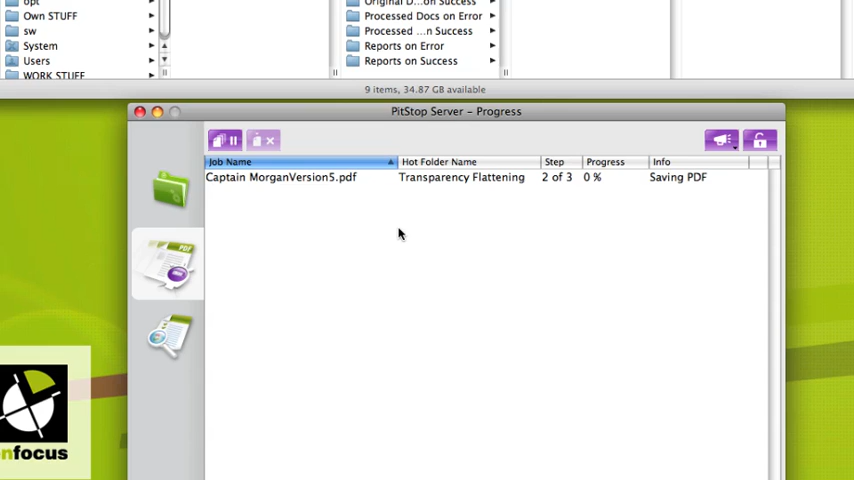 opt
Own STUFF
sw
System
Users
WORK STUFF
Original D...on Success
Processed Docs on Error
Processed ...n Success
Reports on Error
Reports on Success
9 items, 34.87 GB available
PitStop Server - Progress
Job Name Hot Folder Name Step Progress Info
Captain MorganVersion5.pdf Transparency Flattening 2 of 3 0 % Saving PDF
PDF
nfocus